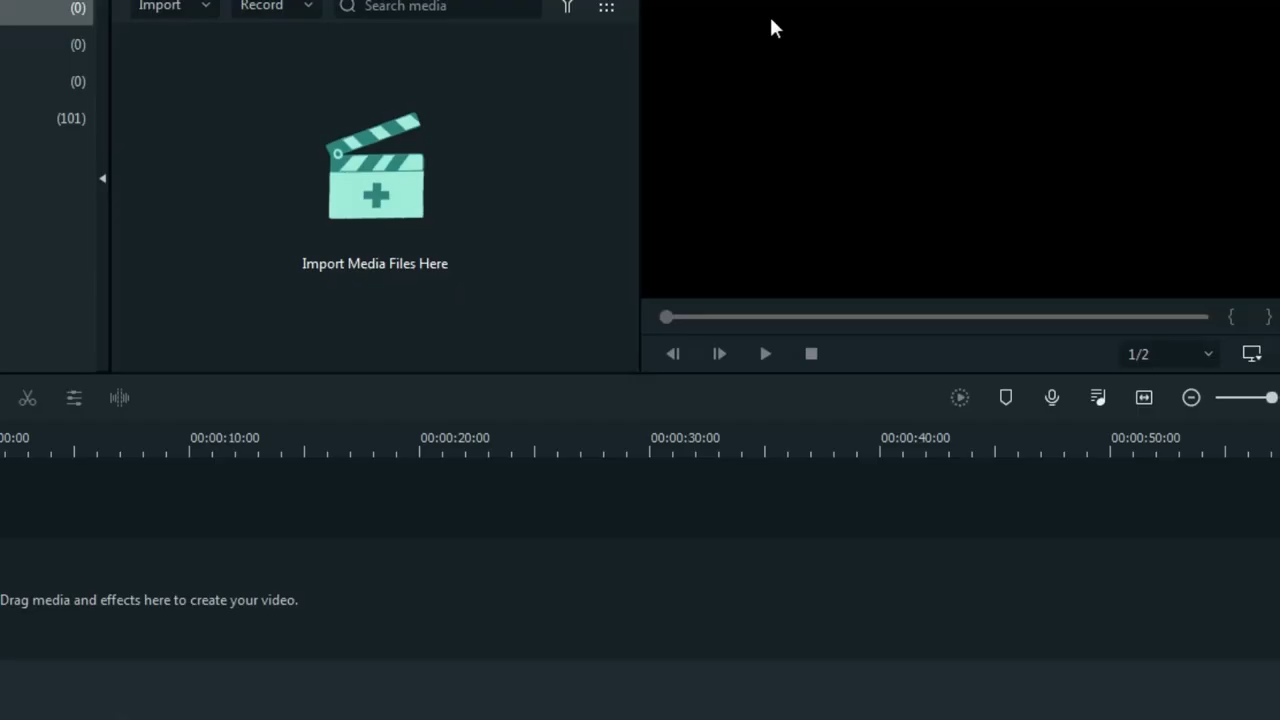 (0)
Import
Record
Search media
(0)
(0)
(101)
Import Media Files Here
{ }
1/2
00:00
00:00:10:00
00:00:20:00
00:00:30:00
00:00:40:00
00:00:50:00
Drag media and effects here to create your video.